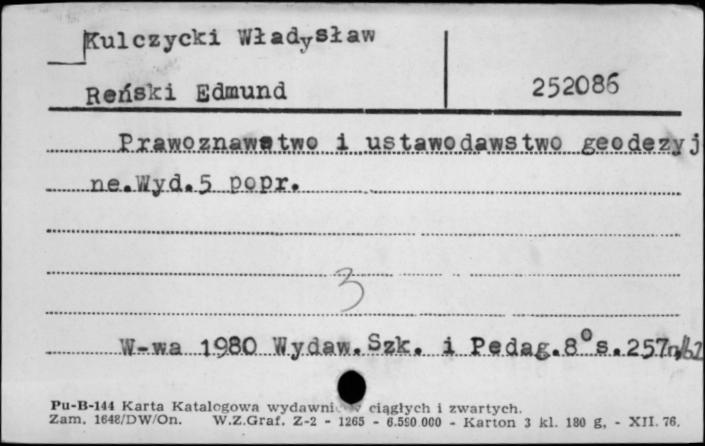 Kulczycki Władysław
Reński Edmund
252086
Prawoznawstwo i ustawodawstwo geodezyj
ne.Wyd.5 popr.
3
W-wa 1980 Wydaw.Szk. i Pedag.8°s.257
Pu-B-144 Karta Katalogowa wydawnictw ciągłych i zwartych.
Zam. 1648/DW/On. W.Z.Graf. Z-2 - 1265 - 6.590 000 - Karton 3 kl. 180 g, - XII. 76.